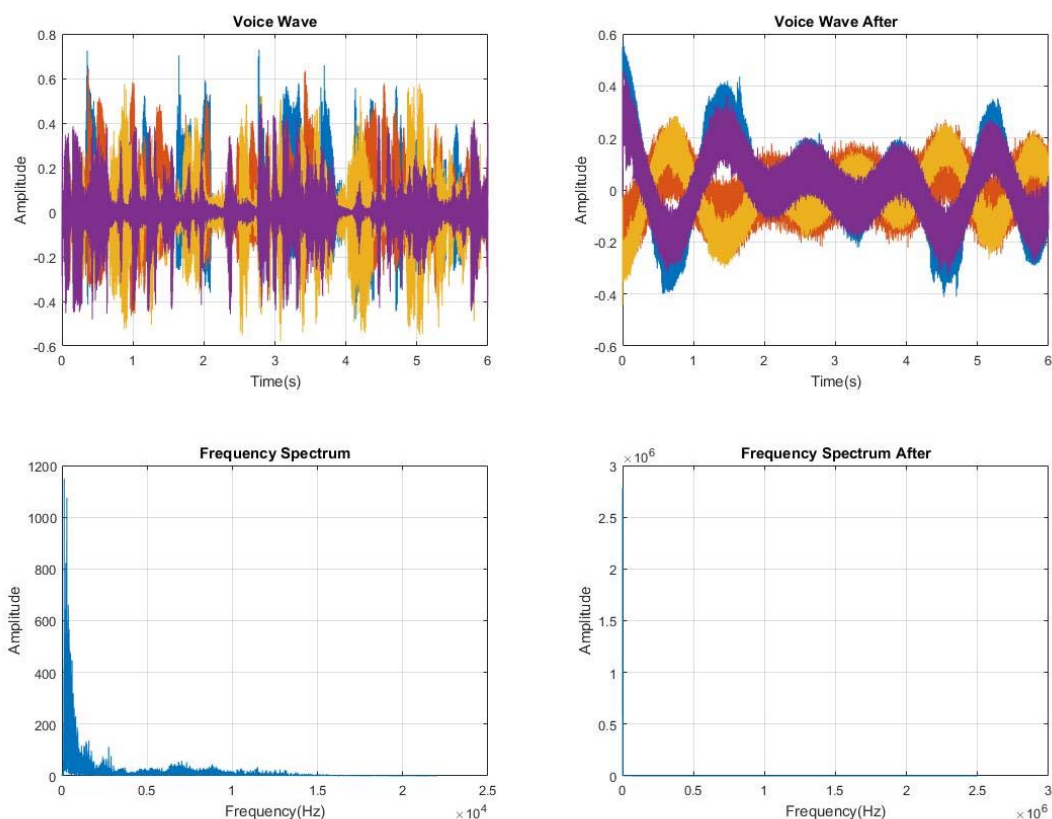 Voice Wave
0.8
0.6
0.4
0.2
0
-0.2
-0.4
-0.6
Amplitude
0 1 2 3 4 5 6
Time(s)
Voice Wave After
0.6
0.4
0.2
0
-0.2
-0.4
-0.6
Amplitude
0 1 2 3 4 5 6
Time(s)
Frequency Spectrum
1200
1000
800
600
400
200
0
Amplitude
0 0.5 1 1.5 2 2.5
Frequency(Hz)
×10^4
Frequency Spectrum After
×10^6
3
2.5
2
1.5
1
0.5
0
Amplitude
0 0.5 1 1.5 2 2.5 3
Frequency(Hz)
×10^6